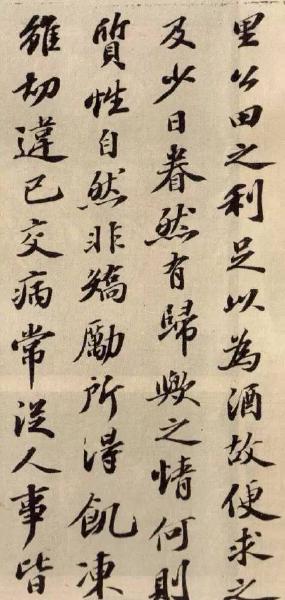 里公田之利足以為酒故便求之
及少日眷然有歸歟之情何則
質性自然非矯勵所得飢凍
雖切違己交病常從人事皆